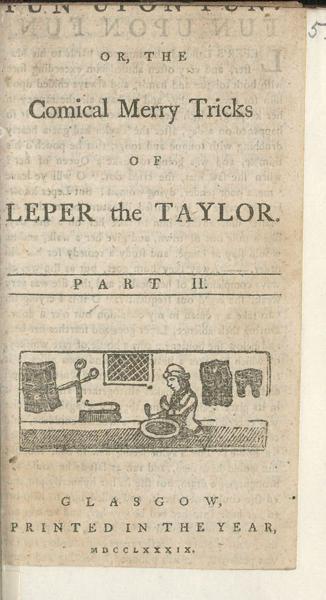 FUN UPON FUN.
OR, THE
Comical Merry Tricks
OF
LEPER the TAYLOR.
PART II.
GLASGOW,
PRINTED IN THE YEAR,
MDCCLXXXIX.